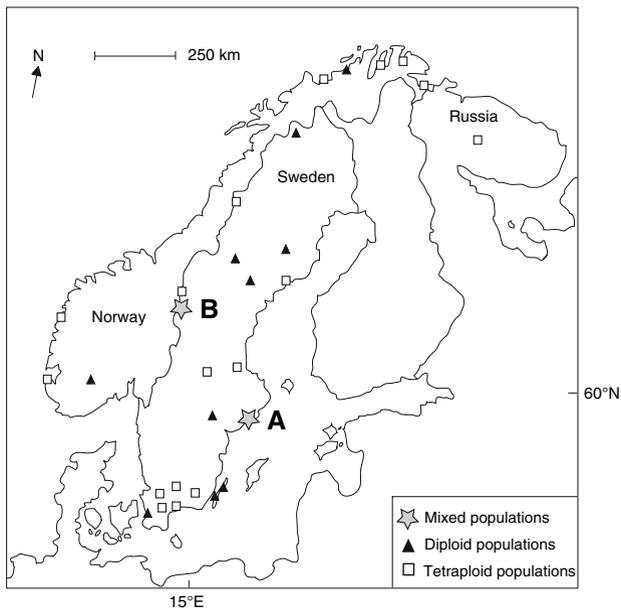 N
250 km
Russia
Sweden
B
Norway
60°N
A
Mixed populations
Diploid populations
Tetraploid populations
15°E